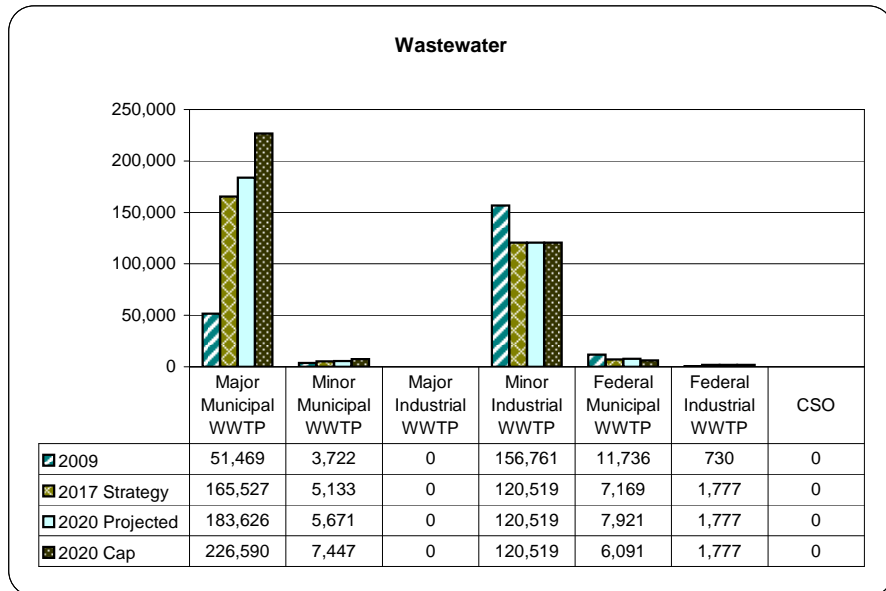 Wastewater
250,000
200,000
150,000
100,000
50,000
0
Major Municipal WWTP
Minor Municipal WWTP
Major Industrial WWTP
Minor Industrial WWTP
Federal Municipal WWTP
Federal Industrial WWTP
CSO
2009 51,469 3,722 0 156,761 11,736 730 0
2017 Strategy 165,527 5,133 0 120,519 7,169 1,777 0
2020 Projected 183,626 5,671 0 120,519 7,921 1,777 0
2020 Cap 226,590 7,447 0 120,519 6,091 1,777 0